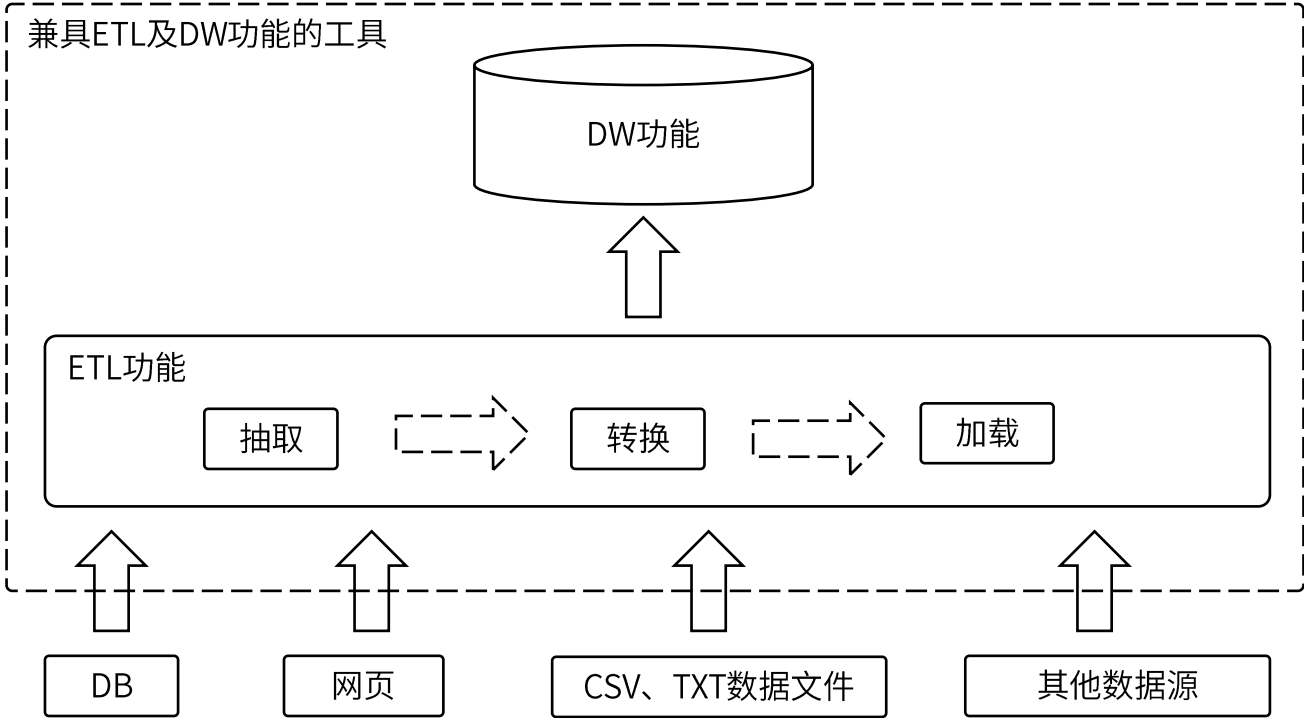 兼具ETL及DW功能的工具
DW功能
ETL功能
抽取
转换
加载
DB
网页
CSV、TXT数据文件
其他数据源